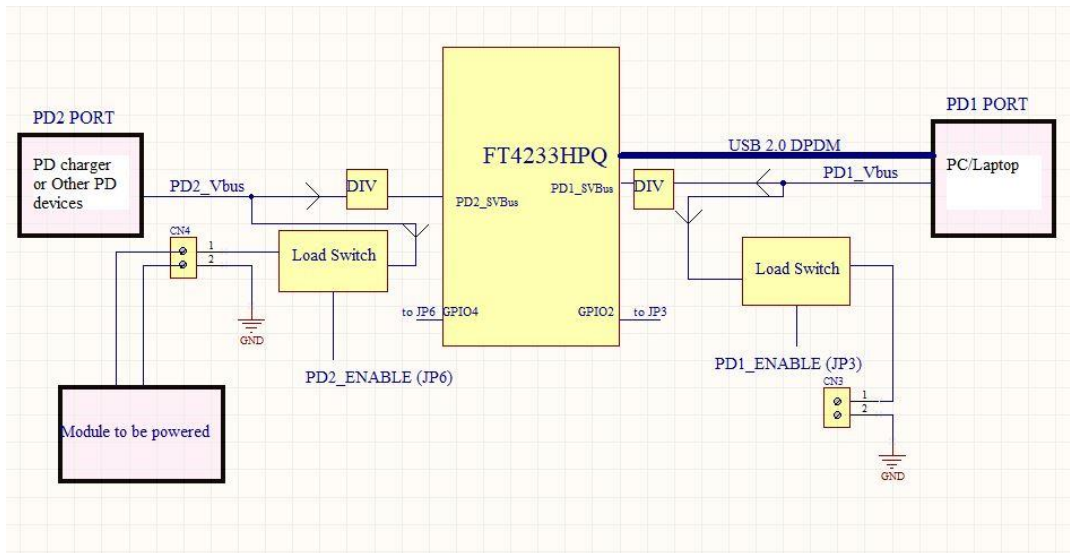 PD1 PORT
PD2 PORT
PD charger
or Other PD
devices
FT4233HPQ
USB 2.0 DPDM
PC/Laptop
PD2_Vbus
DIV
PD2_SVBus
PD1_SVBus
DIV
PD1_Vbus
CN4
1
2
Load Switch
Load Switch
GND
to JP6
GPIO4
GPIO2
to JP3
PD2_ENABLE (JP6)
PD1_ENABLE (JP3)
CN3
1
2
GND
Module to be powered